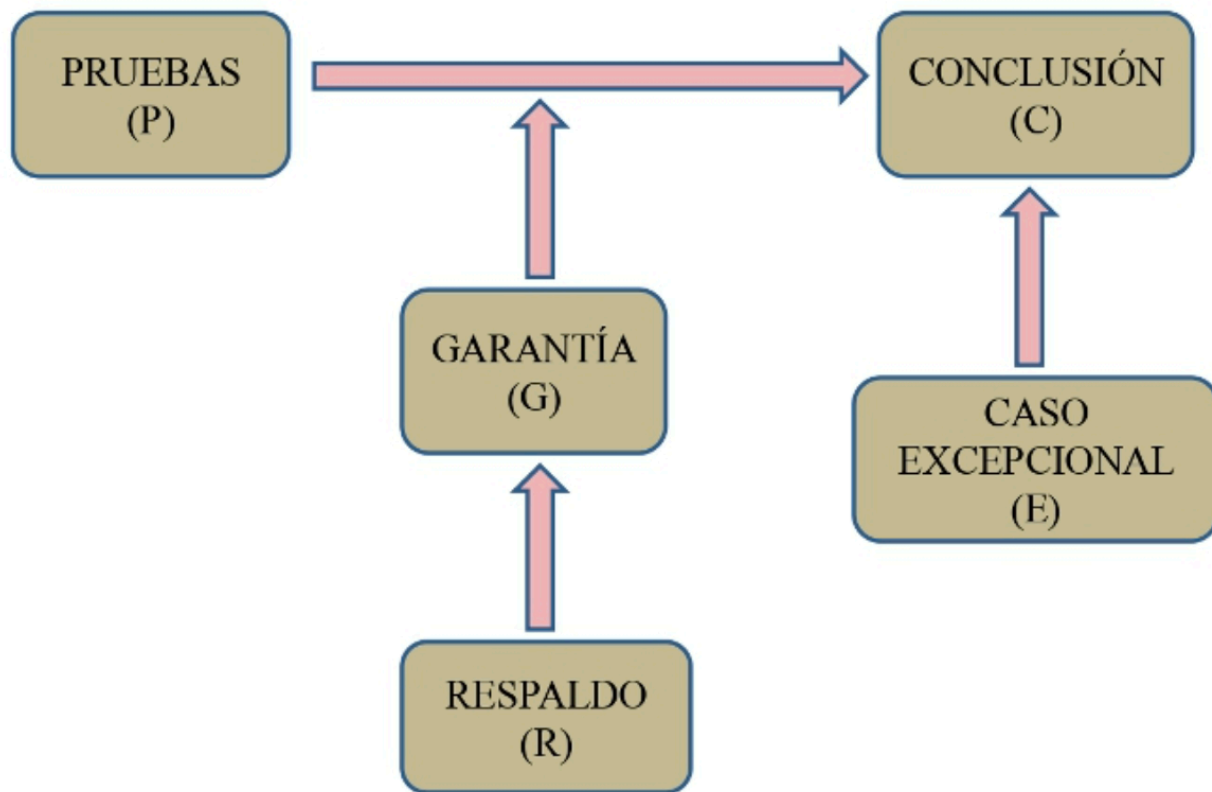 PRUEBAS
(P)
CONCLUSIÓN
(C)
GARANTÍA
(G)
CASO
EXCEPCIONAL
(E)
RESPALDO
(R)